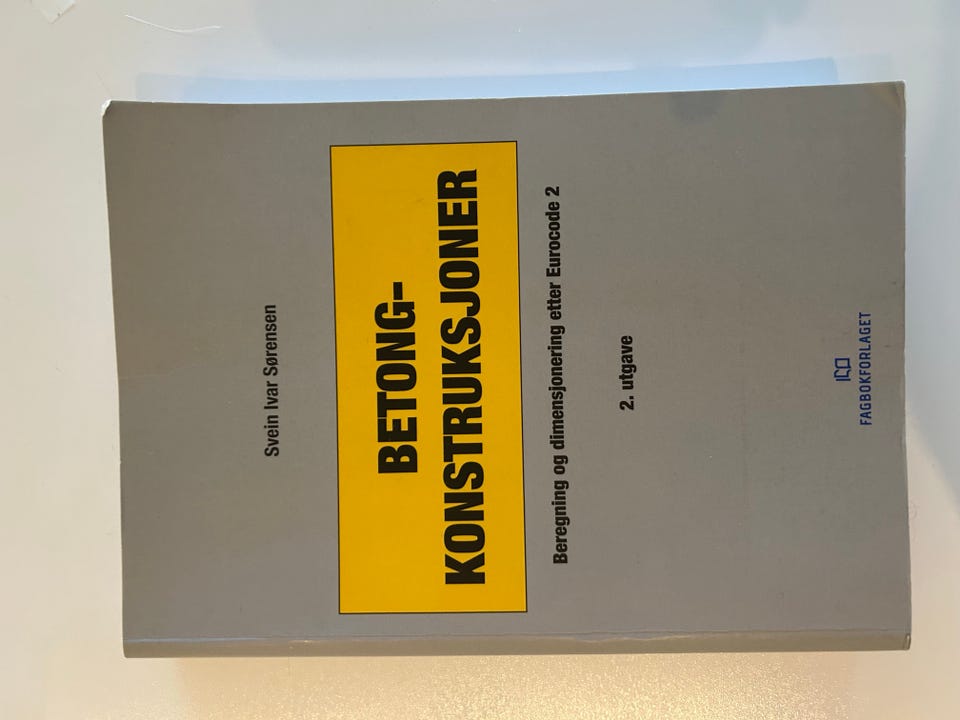 Svein Ivar Sørensen
BETONG-
KONSTRUKSJONER
Beregning og dimensjonering etter Eurocode 2
2. utgave
FAGBOKFORLAGET